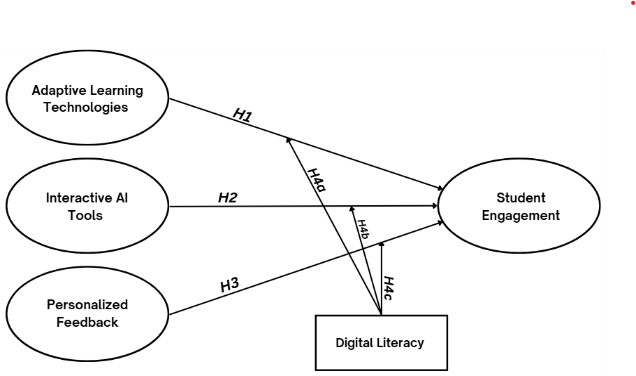 Adaptive Learning
Technologies
H1
H4a
Interactive AI
Tools
H2
H4b
Student
Engagement
Personalized
Feedback
H3
H4c
Digital Literacy